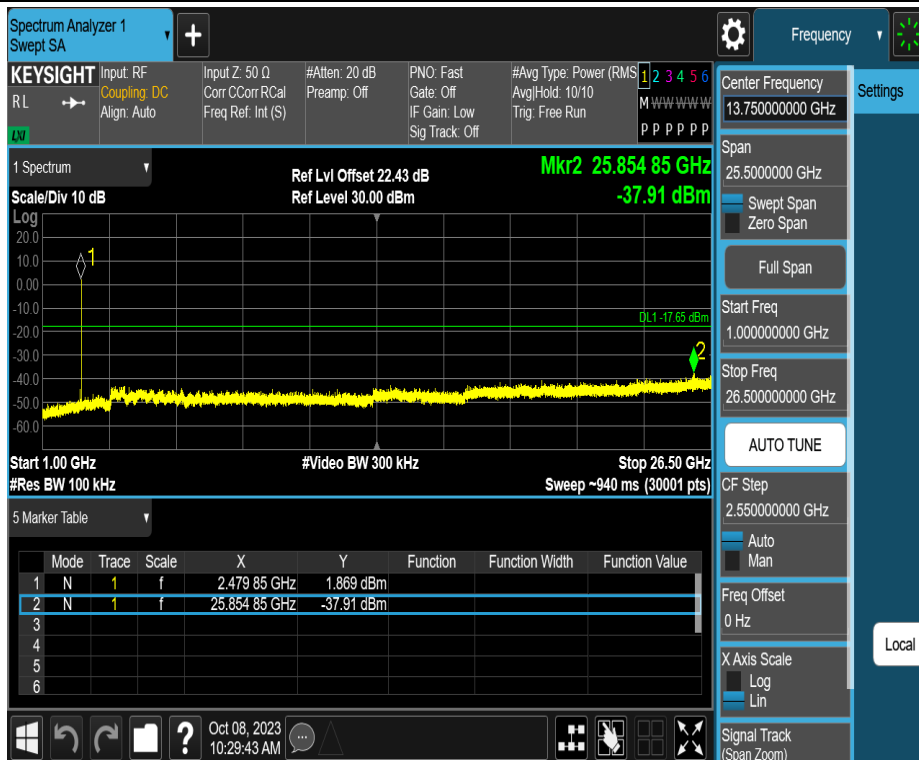 Spectrum Analyzer 1
Swept SA
Frequency
KEYSIGHT
RL
LNI
Input: RF
Coupling: DC
Align: Auto
Input Z: 50 Ω
Corr CCorr RCal
Freq Ref: Int (S)
#Atten: 20 dB
Preamp: Off
PNO: Fast
Gate: Off
IF Gain: Low
Sig Track: Off
#Avg Type: Power (RMS
Avg|Hold: 10/10
Trig: Free Run
1 2 3 4 5 6
M W W W W W
P P P P P P
1 Spectrum
Scale/Div 10 dB
Ref Lvl Offset 22.43 dB
Ref Level 30.00 dBm
Mkr2 25.854 85 GHz
-37.91 dBm
Log
20.0
10.0
0.00
-10.0
-20.0
-30.0
-40.0
-50.0
-60.0
1
DL1 -17.65 dBm
2
Start 1.00 GHz
#Video BW 300 kHz
Stop 26.50 GHz
#Res BW 100 kHz
Sweep ~940 ms (30001 pts)
5 Marker Table
Mode Trace Scale X Y Function Function Width Function Value
1 N 1 f 2.479 85 GHz 1.869 dBm
2 N 1 f 25.854 85 GHz -37.91 dBm
3
4
5
6
?
Oct 08, 2023
10:29:43 AM
Center Frequency
13.750000000 GHz
Settings
Span
25.5000000 GHz
Swept Span
Zero Span
Full Span
Start Freq
1.000000000 GHz
Stop Freq
26.500000000 GHz
AUTO TUNE
CF Step
2.550000000 GHz
Auto
Man
Freq Offset
0 Hz
X Axis Scale
Log
Lin
Local
Signal Track
(Span Zoom)